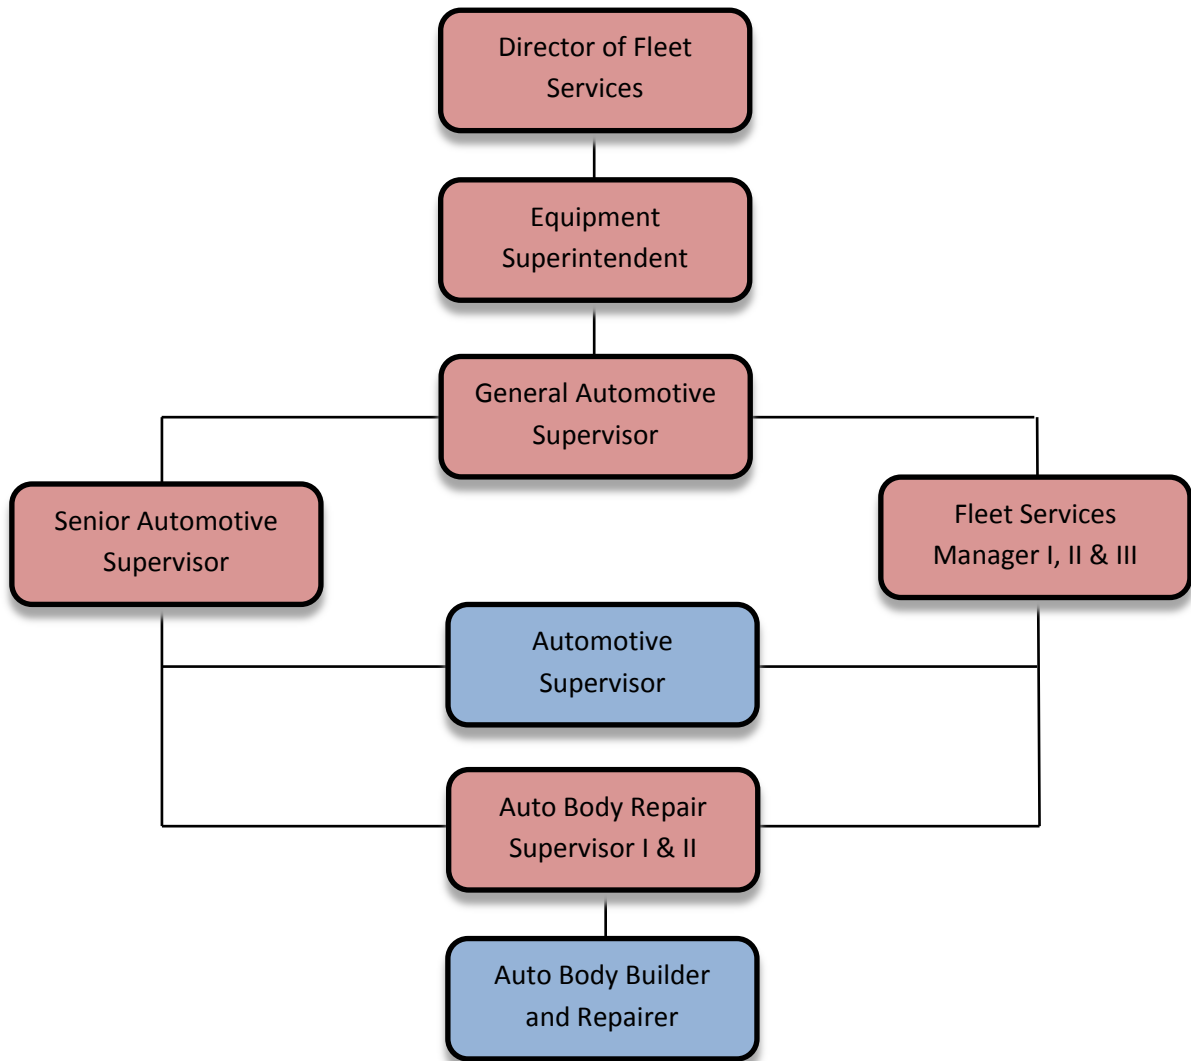 Director of Fleet
Services
Equipment
Superintendent
General Automotive
Supervisor
Senior Automotive
Supervisor
Fleet Services
Manager I, II & III
Automotive
Supervisor
Auto Body Repair
Supervisor I & II
Auto Body Builder
and Repairer